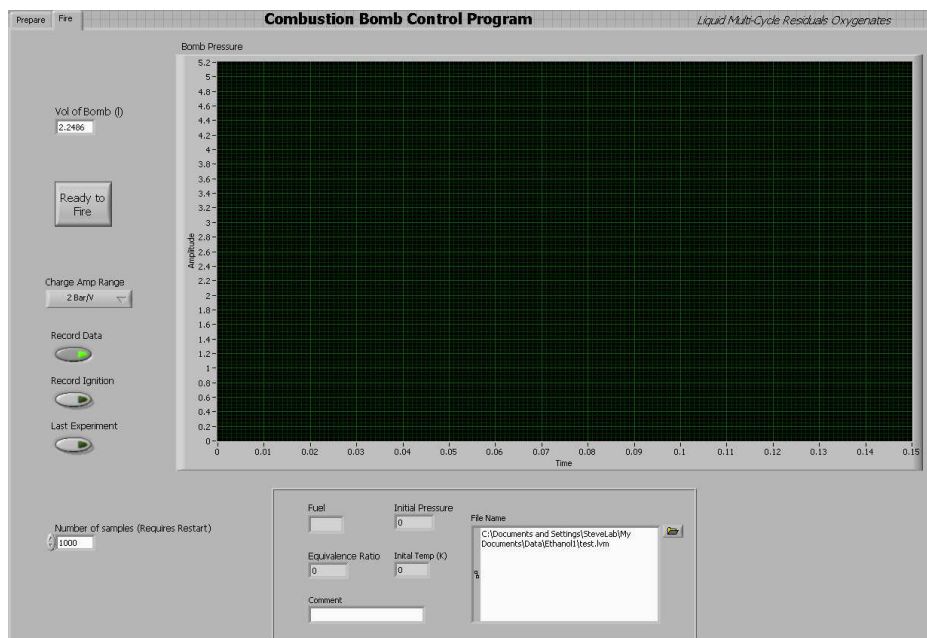 Prepare
Fire
Combustion Bomb Control Program
Liquid Multi-Cycle Residuals Oxygenates
Bomb Pressure
Vol of Bomb (l)
2.2486
Ready to
Fire
Charge Amp Range
2 Bar/V
Record Data
Record Ignition
Last Experiment
Number of samples (Requires Restart)
1000
Amplitude
5.2
5
4.8
4.6
4.4
4.2
4
3.8
3.6
3.4
3.2
3
2.8
2.6
2.4
2.2
2
1.8
1.6
1.4
1.2
1
0.8
0.6
0.4
0.2
0
0 0.01 0.02 0.03 0.04 0.05 0.06 0.07 0.08 0.09 0.1 0.11 0.12 0.13 0.14 0.15
Time
Fuel
Initial Pressure
0
Equivalence Ratio
0
Inital Temp (K)
0
Comment
File Name
C:\Documents and Settings\SteveLab\My
Documents\Data\Ethanol1\test.lvm